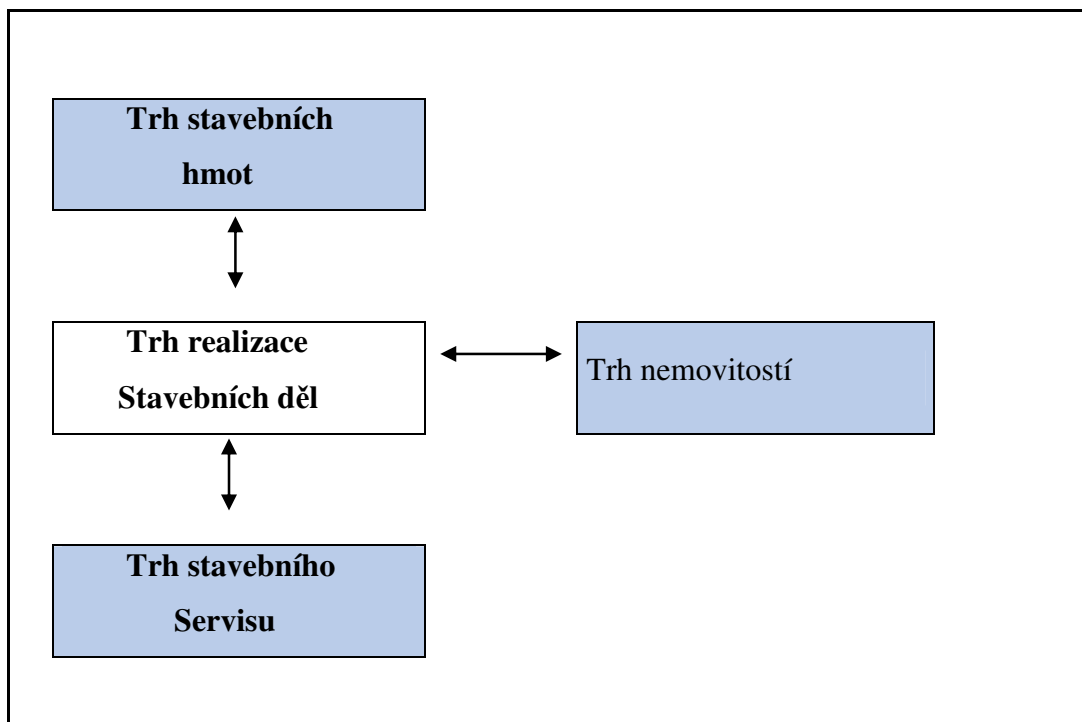 Trh stavebních
hmot
Trh realizace
Stavebních děl
Trh nemovitostí
Trh stavebního
Servisu